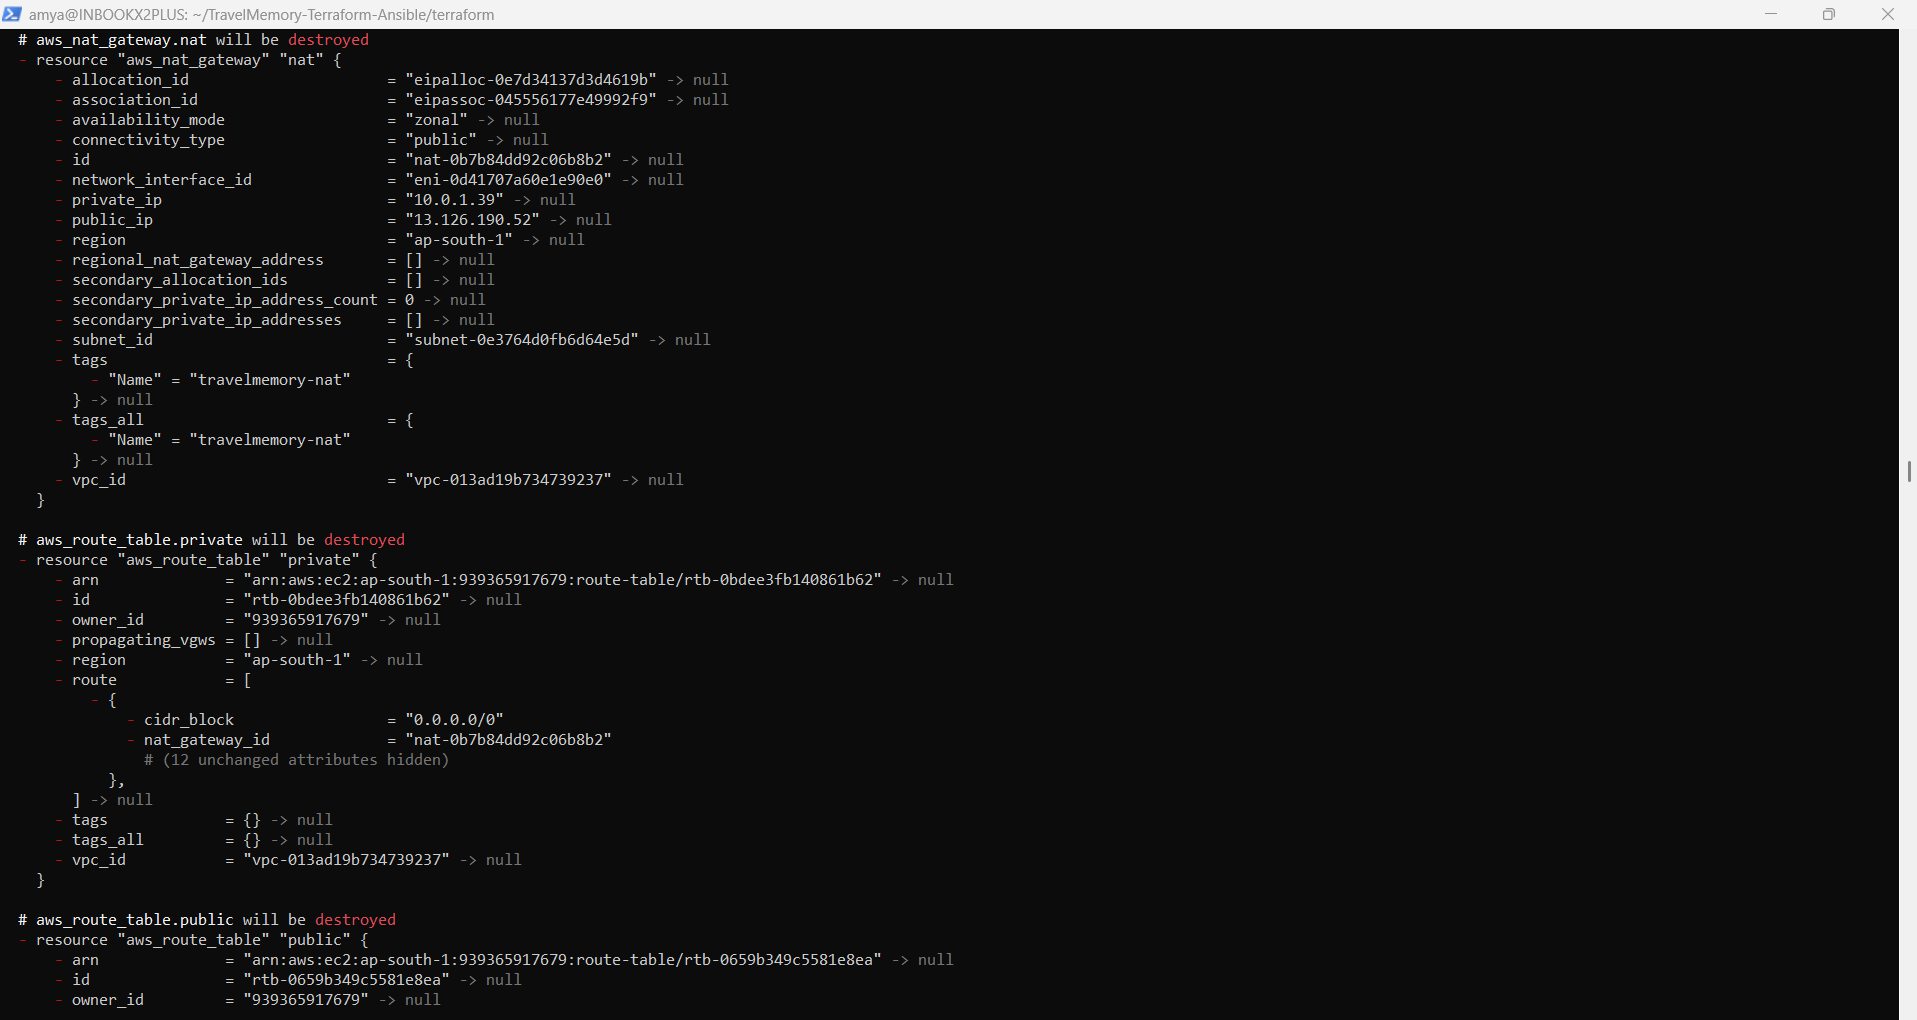 amya@INBOOKX2PLUS: ~/TravelMemory-Terraform-Ansible/terraform
# aws_nat_gateway.nat will be destroyed
- resource "aws_nat_gateway" "nat" {
    - allocation_id                      = "eipalloc-0e7d34137d3d4619b" -> null
    - association_id                     = "eipassoc-045556177e49992f9" -> null
    - availability_mode                  = "zonal" -> null
    - connectivity_type                  = "public" -> null
    - id                                 = "nat-0b7b84dd92c06b8b2" -> null
    - network_interface_id               = "eni-0d41707a60e1e90e0" -> null
    - private_ip                         = "10.0.1.39" -> null
    - public_ip                          = "13.126.190.52" -> null
    - region                             = "ap-south-1" -> null
    - regional_nat_gateway_address       = [] -> null
    - secondary_allocation_ids           = [] -> null
    - secondary_private_ip_address_count = 0 -> null
    - secondary_private_ip_addresses     = [] -> null
    - subnet_id                          = "subnet-0e3764d0fb6d64e5d" -> null
    - tags                               = {
        - "Name" = "travelmemory-nat"
      } -> null
    - tags_all                           = {
        - "Name" = "travelmemory-nat"
      } -> null
    - vpc_id                             = "vpc-013ad19b734739237" -> null
  }
# aws_route_table.private will be destroyed
- resource "aws_route_table" "private" {
    - arn              = "arn:aws:ec2:ap-south-1:939365917679:route-table/rtb-0bdee3fb140861b62" -> null
    - id               = "rtb-0bdee3fb140861b62" -> null
    - owner_id         = "939365917679" -> null
    - propagating_vgws = [] -> null
    - region           = "ap-south-1" -> null
    - route            = [
        - {
            - cidr_block                 = "0.0.0.0/0"
            - nat_gateway_id             = "nat-0b7b84dd92c06b8b2"
              # (12 unchanged attributes hidden)
          },
      ] -> null
    - tags             = {} -> null
    - tags_all         = {} -> null
    - vpc_id           = "vpc-013ad19b734739237" -> null
  }
# aws_route_table.public will be destroyed
- resource "aws_route_table" "public" {
    - arn              = "arn:aws:ec2:ap-south-1:939365917679:route-table/rtb-0659b349c5581e8ea" -> null
    - id               = "rtb-0659b349c5581e8ea" -> null
    - owner_id         = "939365917679" -> null